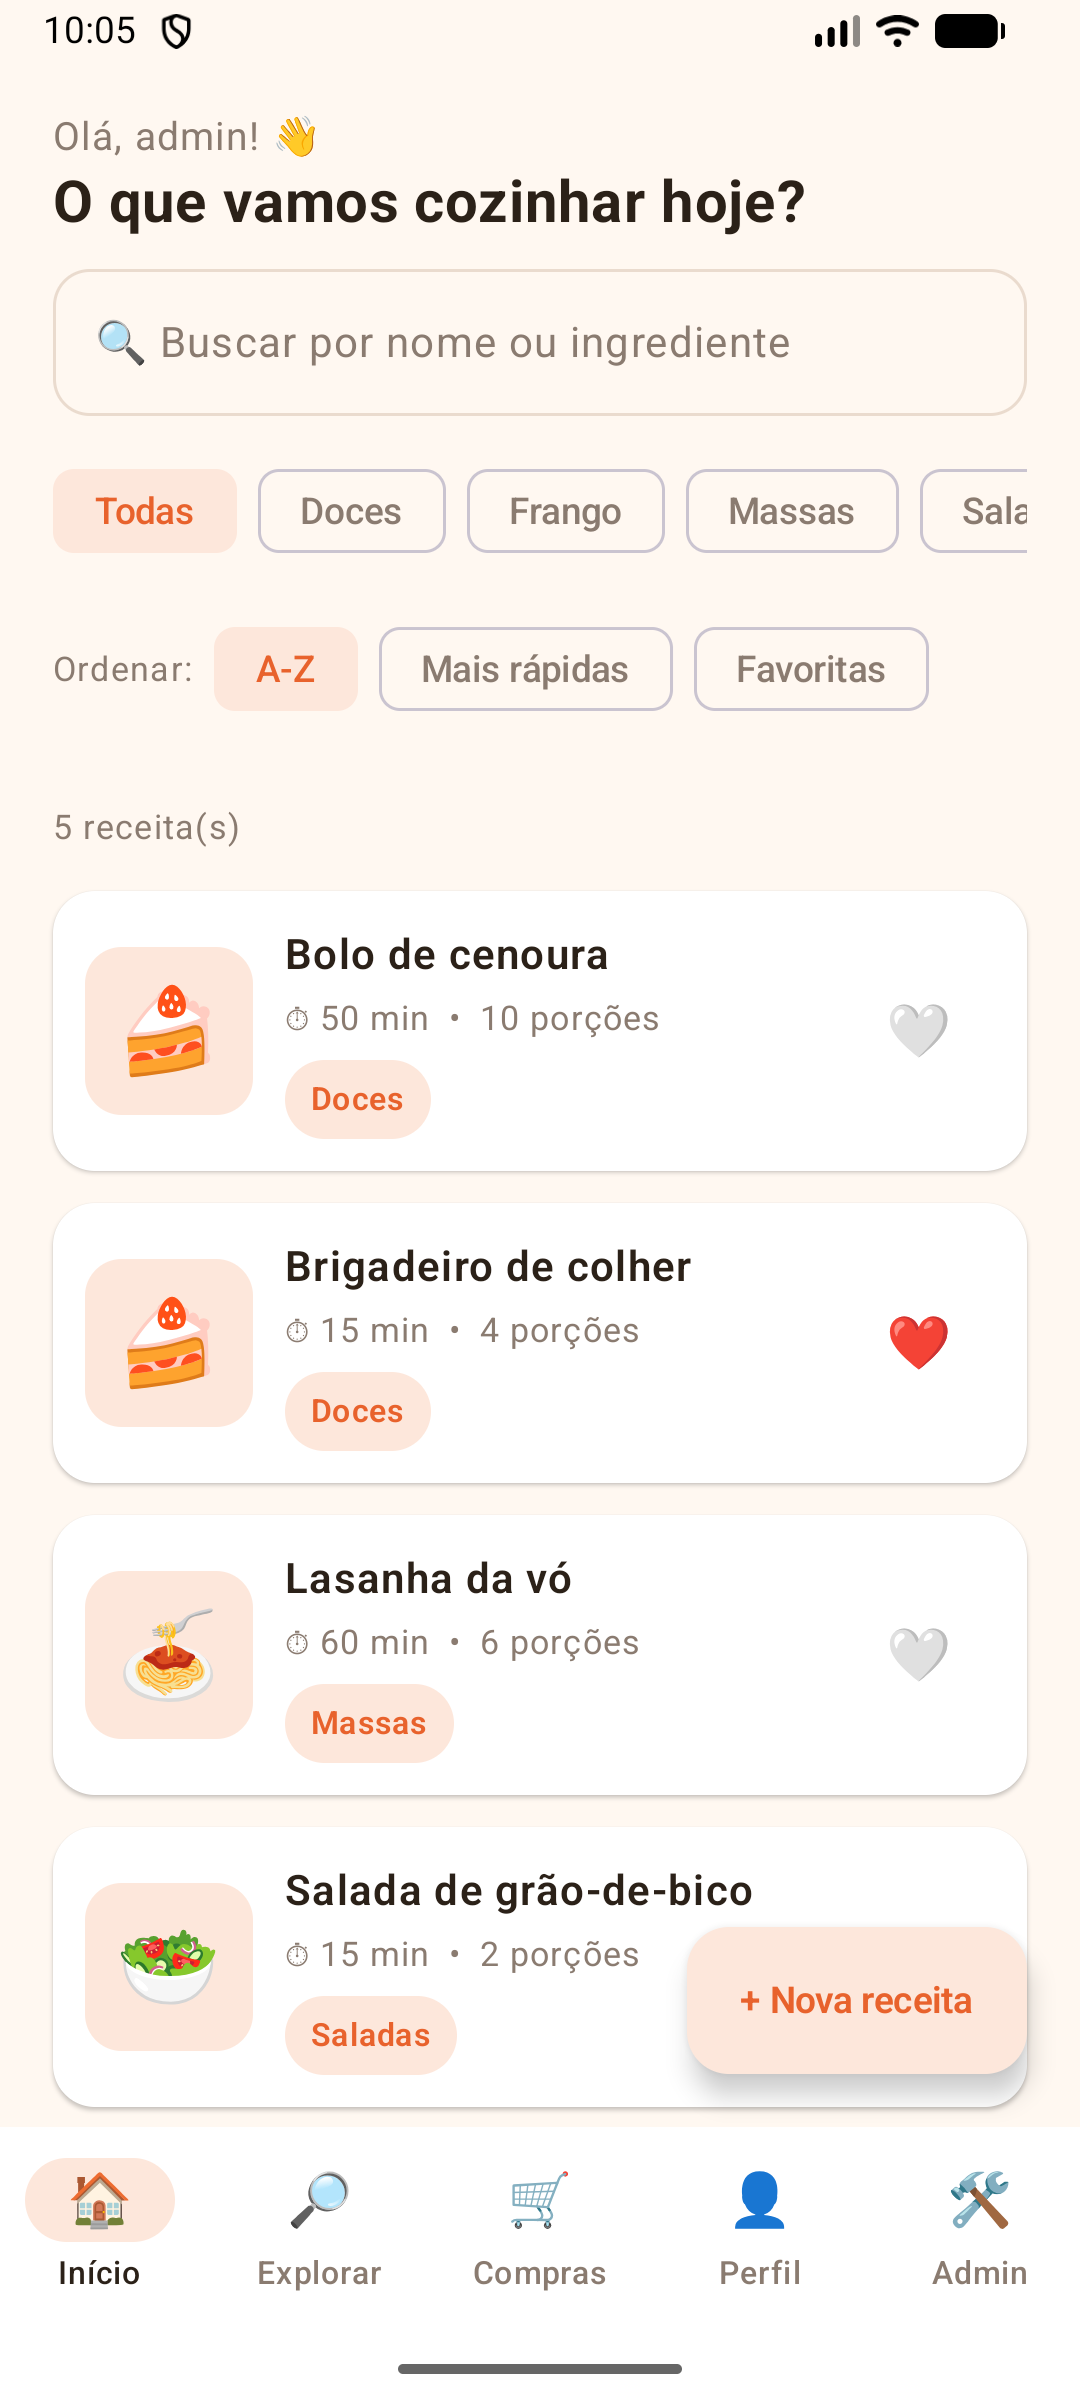 10:05
Olá, admin! 👋
O que vamos cozinhar hoje?
🔍 Buscar por nome ou ingrediente
Todas Doces Frango Massas Sala
Ordenar: A-Z Mais rápidas Favoritas
5 receita(s)
Bolo de cenoura
⏱ 50 min • 10 porções
Doces
Brigadeiro de colher
⏱ 15 min • 4 porções
Doces
Lasanha da vó
⏱ 60 min • 6 porções
Massas
Salada de grão-de-bico
⏱ 15 min • 2 porções
+ Nova receita
Saladas
Início Explorar Compras Perfil Admin